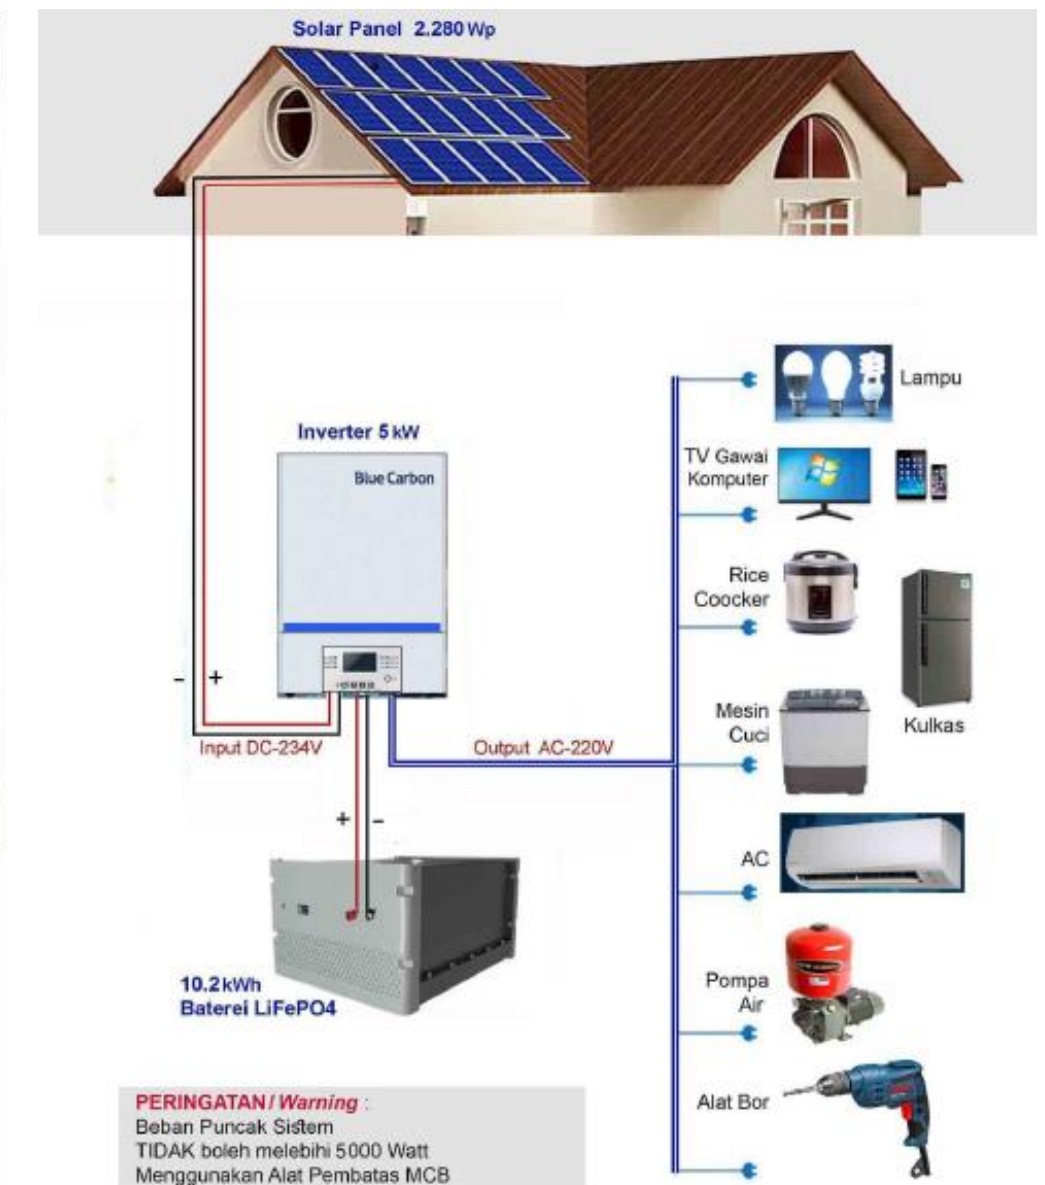 Solar Panel 2.280 Wp
Inverter 5 kW
Blue Carbon
- +
Input DC-234V
Output AC-220V
+ -
10.2 kWh
Baterei LiFePO4
Lampu
TV Gawai
Komputer
Rice
Coocker
Kulkas
Mesin
Cuci
AC
Pompa
Air
Alat Bor
PERINGATAN / Warning :
Beban Puncak Sistem
TIDAK boleh melebihi 5000 Watt
Menggunakan Alat Pembatas MCB